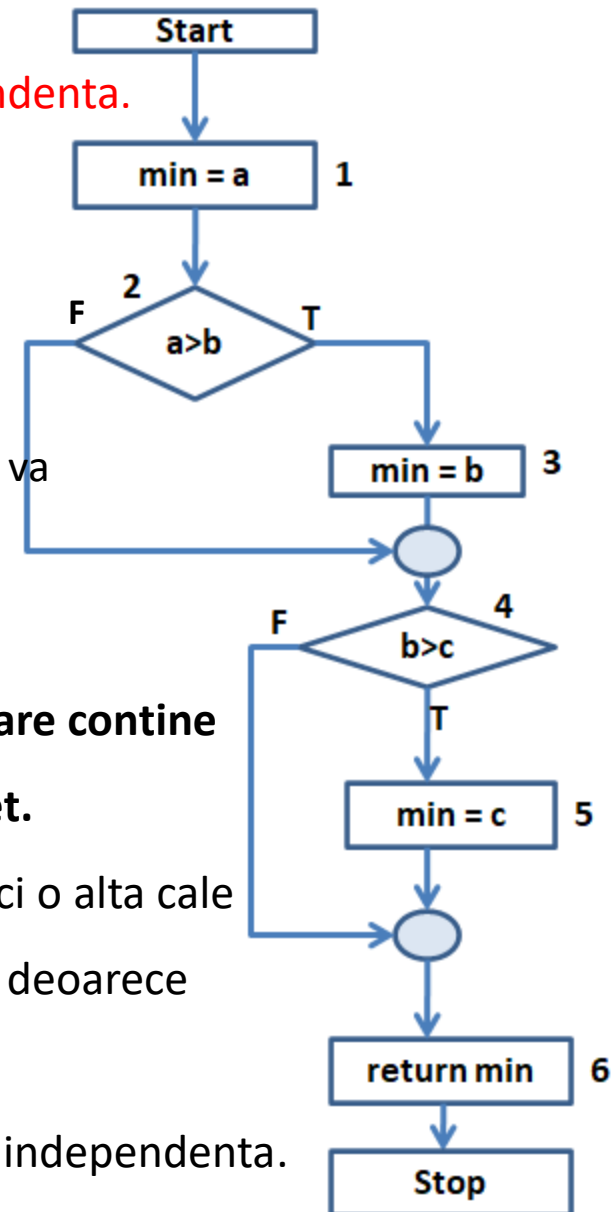 Start
ndenta.
min = a 1
2
F T
a>b
va
min = b 3
4
F
b>c
are contine
T
et.
min = c 5
ci o alta cale
deoarece
return min 6
independenta.
Stop